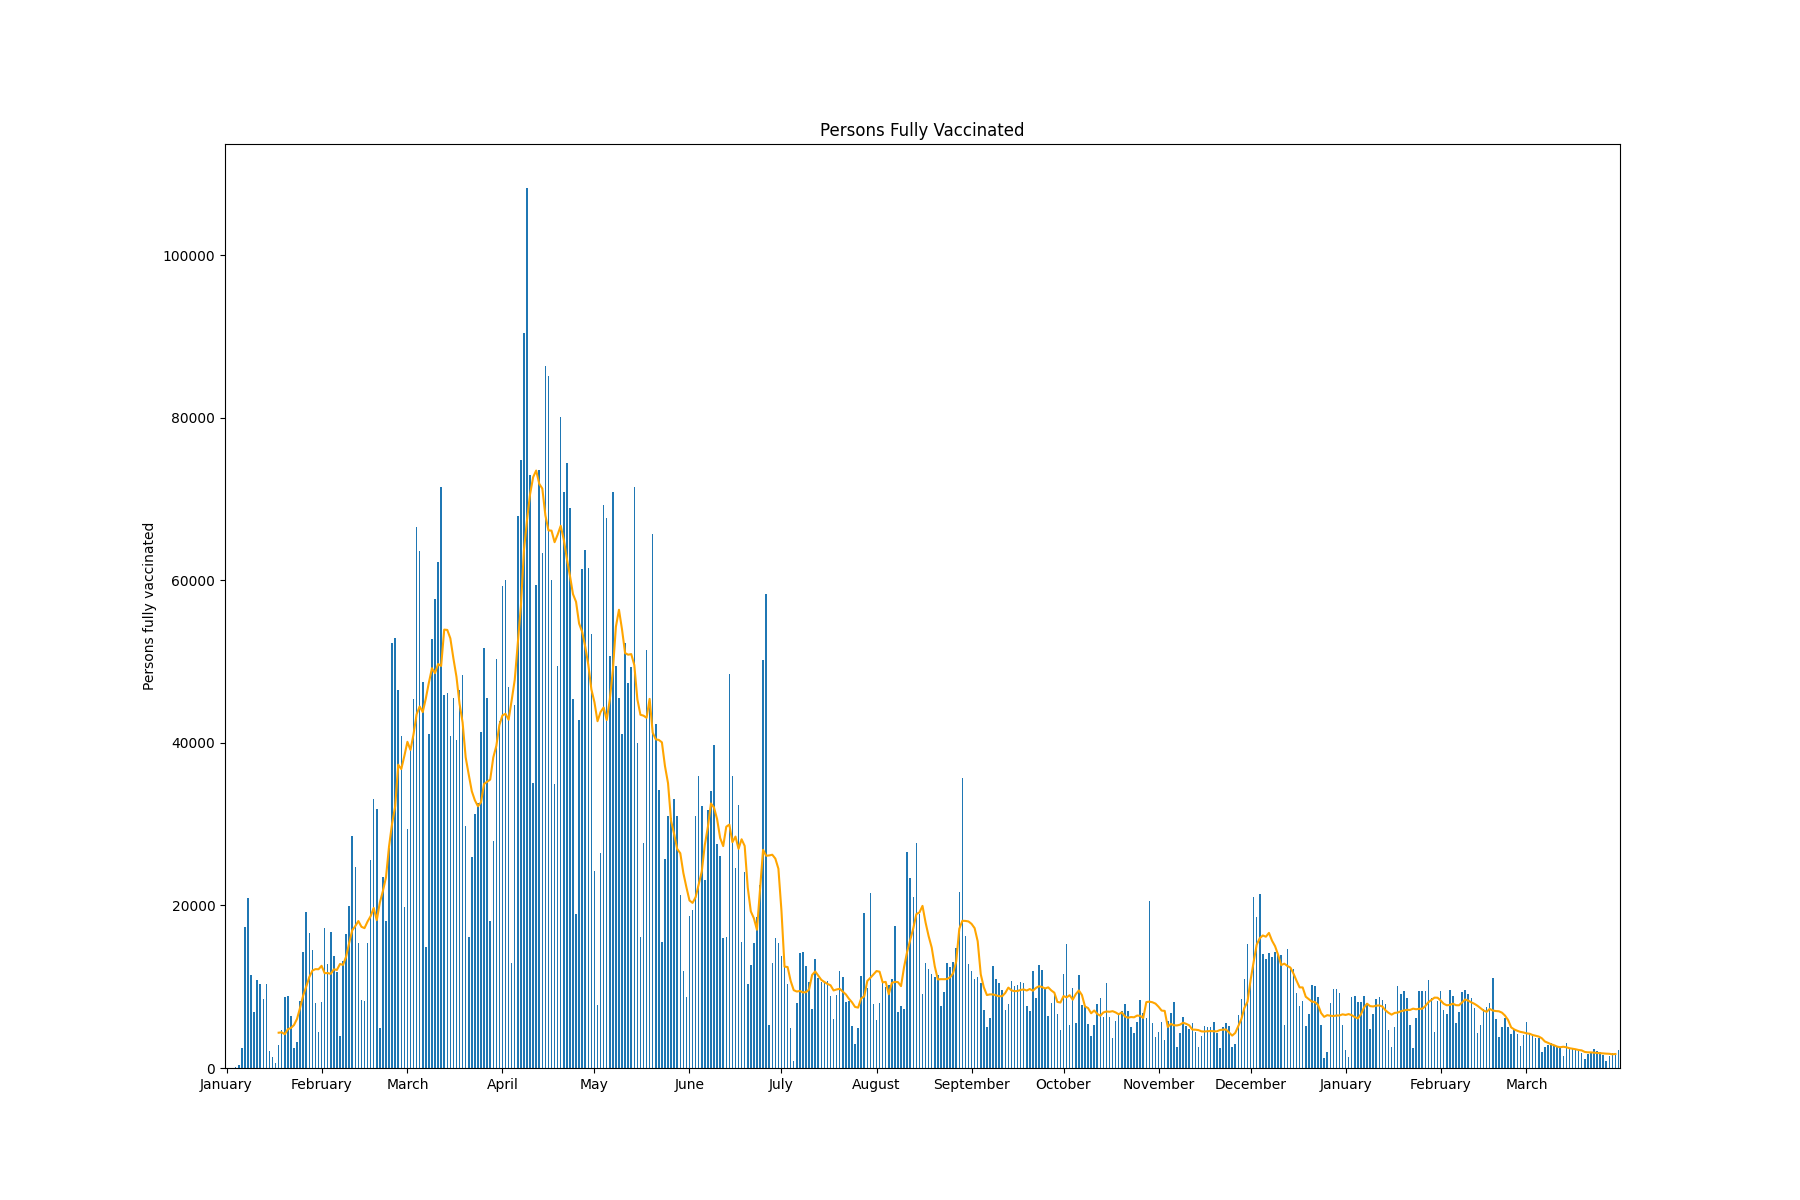 Persons Fully Vaccinated
Persons fully vaccinated
100000
80000
60000
40000
20000
0
January February March April May June July August September October November December January February March